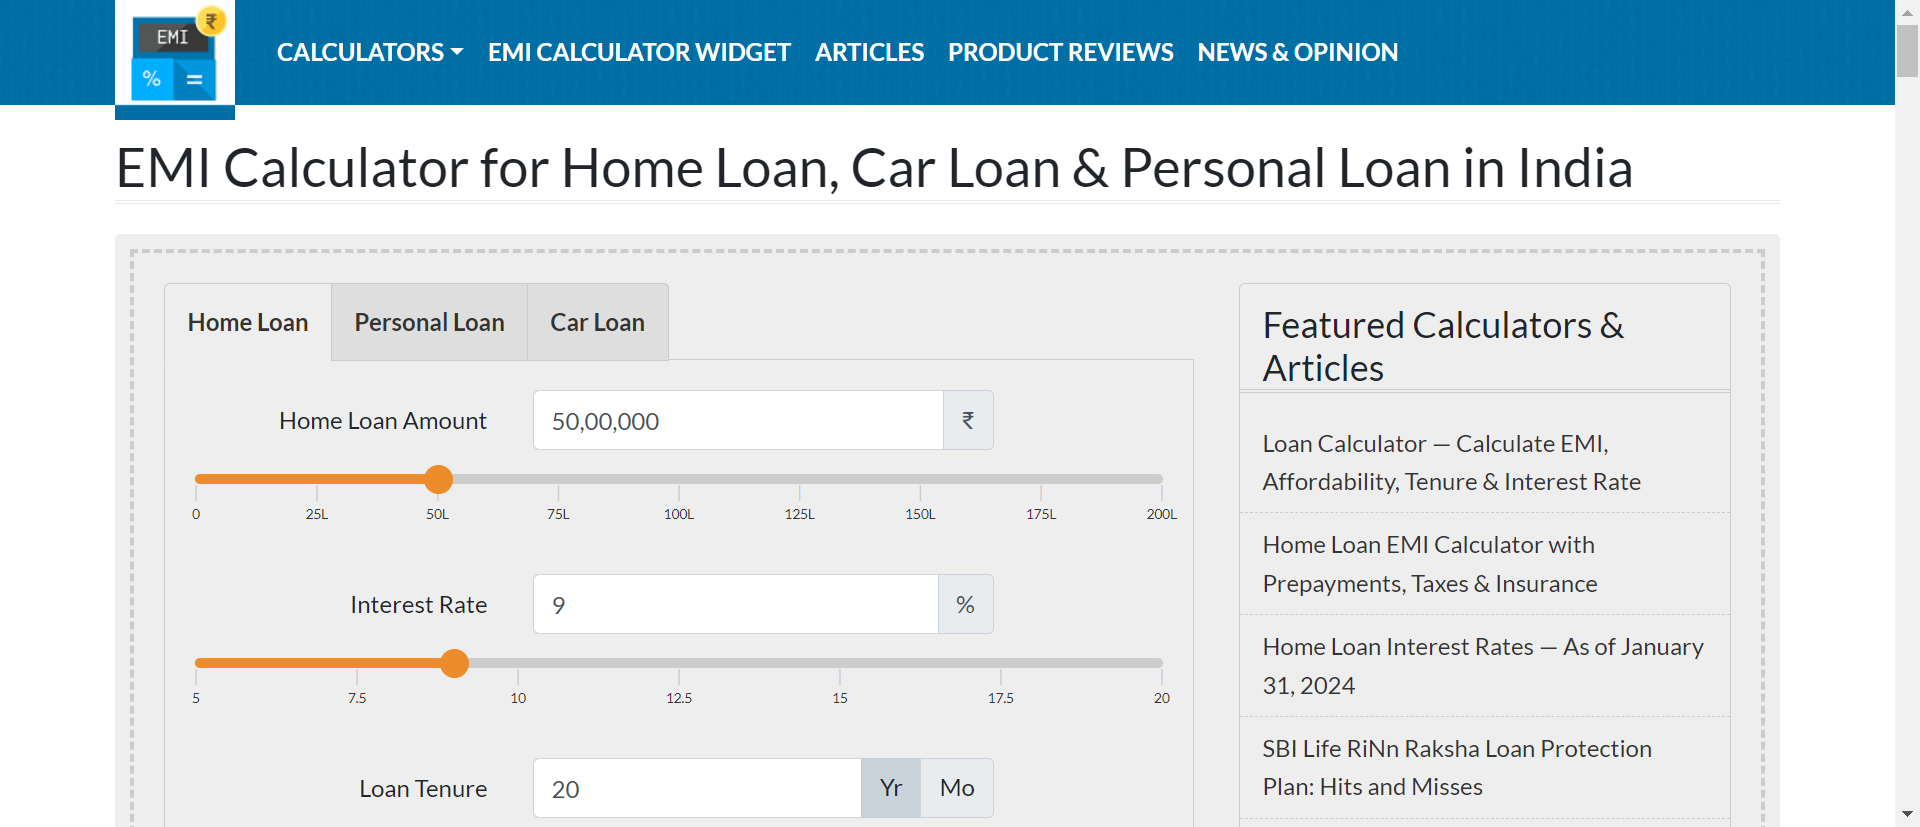 EMI
₹
%
=
CALCULATORS EMI CALCULATOR WIDGET ARTICLES PRODUCT REVIEWS NEWS & OPINION
EMI Calculator for Home Loan, Car Loan & Personal Loan in India
Home Loan Personal Loan Car Loan
Home Loan Amount 50,00,000 ₹
0 25L 50L 75L 100L 125L 150L 175L 200L
Interest Rate 9 %
5 7.5 10 12.5 15 17.5 20
Loan Tenure 20 Yr Mo
Featured Calculators &
Articles
Loan Calculator — Calculate EMI,
Affordability, Tenure & Interest Rate
Home Loan EMI Calculator with
Prepayments, Taxes & Insurance
Home Loan Interest Rates — As of January
31, 2024
SBI Life RiNn Raksha Loan Protection
Plan: Hits and Misses